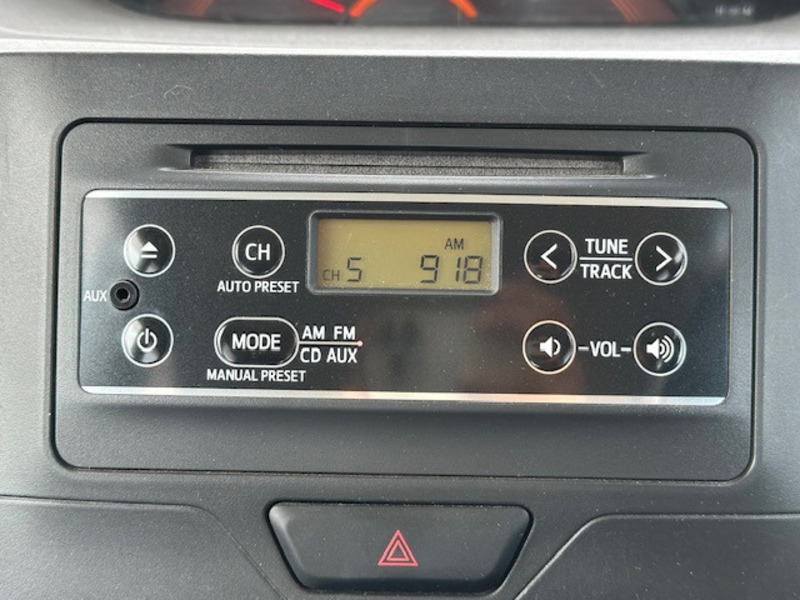 CH
AUTO PRESET
AM
CH 5 918
TUNE
TRACK
AUX
MODE
AM FM
CD AUX
MANUAL PRESET
VOL